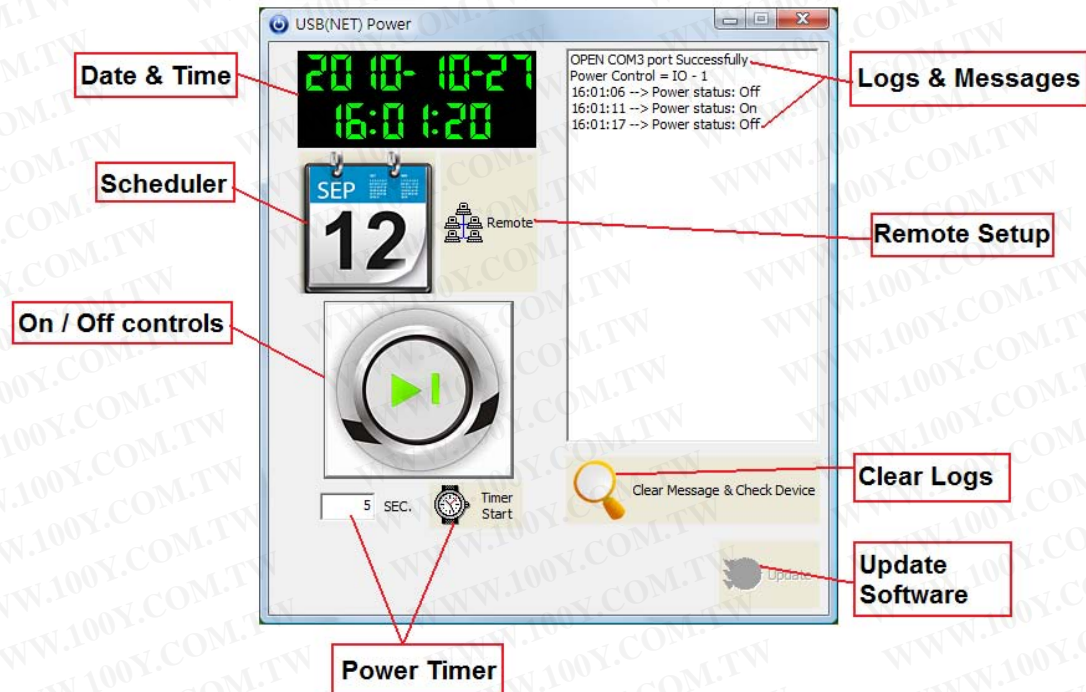 USB(NET) Power
Date & Time
2010-10-27
16:01:20
OPEN COM3 port Successfully
Power Control = IO - 1
16:01:06 --> Power status: Off
16:01:11 --> Power status: On
16:01:17 --> Power status: Off
Logs & Messages
Scheduler
SEP
12
Remote
Remote Setup
On / Off controls
5 SEC.
Timer
Start
Clear Message & Check Device
Clear Logs
Update
Update
Software
Power Timer
WWW.100Y.COM.TW